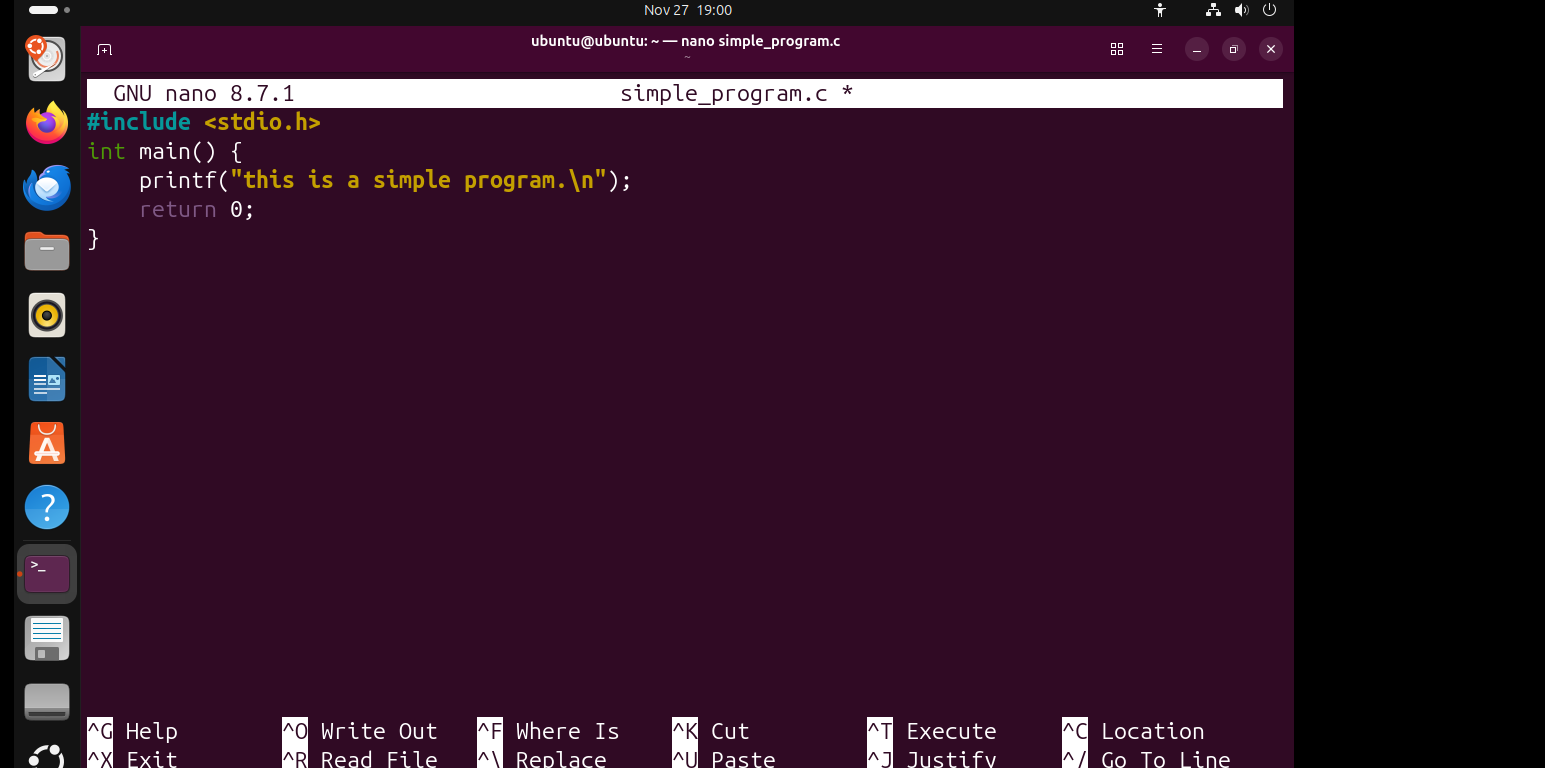 Nov 27 19:00
ubuntu@ubuntu: ~ — nano simple_program.c
~
GNU nano 8.7.1 simple_program.c *
#include <stdio.h>
int main() {
    printf("this is a simple program.\n");
    return 0;
}
^G Help ^O Write Out ^F Where Is ^K Cut ^T Execute ^C Location
^X Exit ^R Read File ^\ Replace ^U Paste ^J Justify ^/ Go To Line